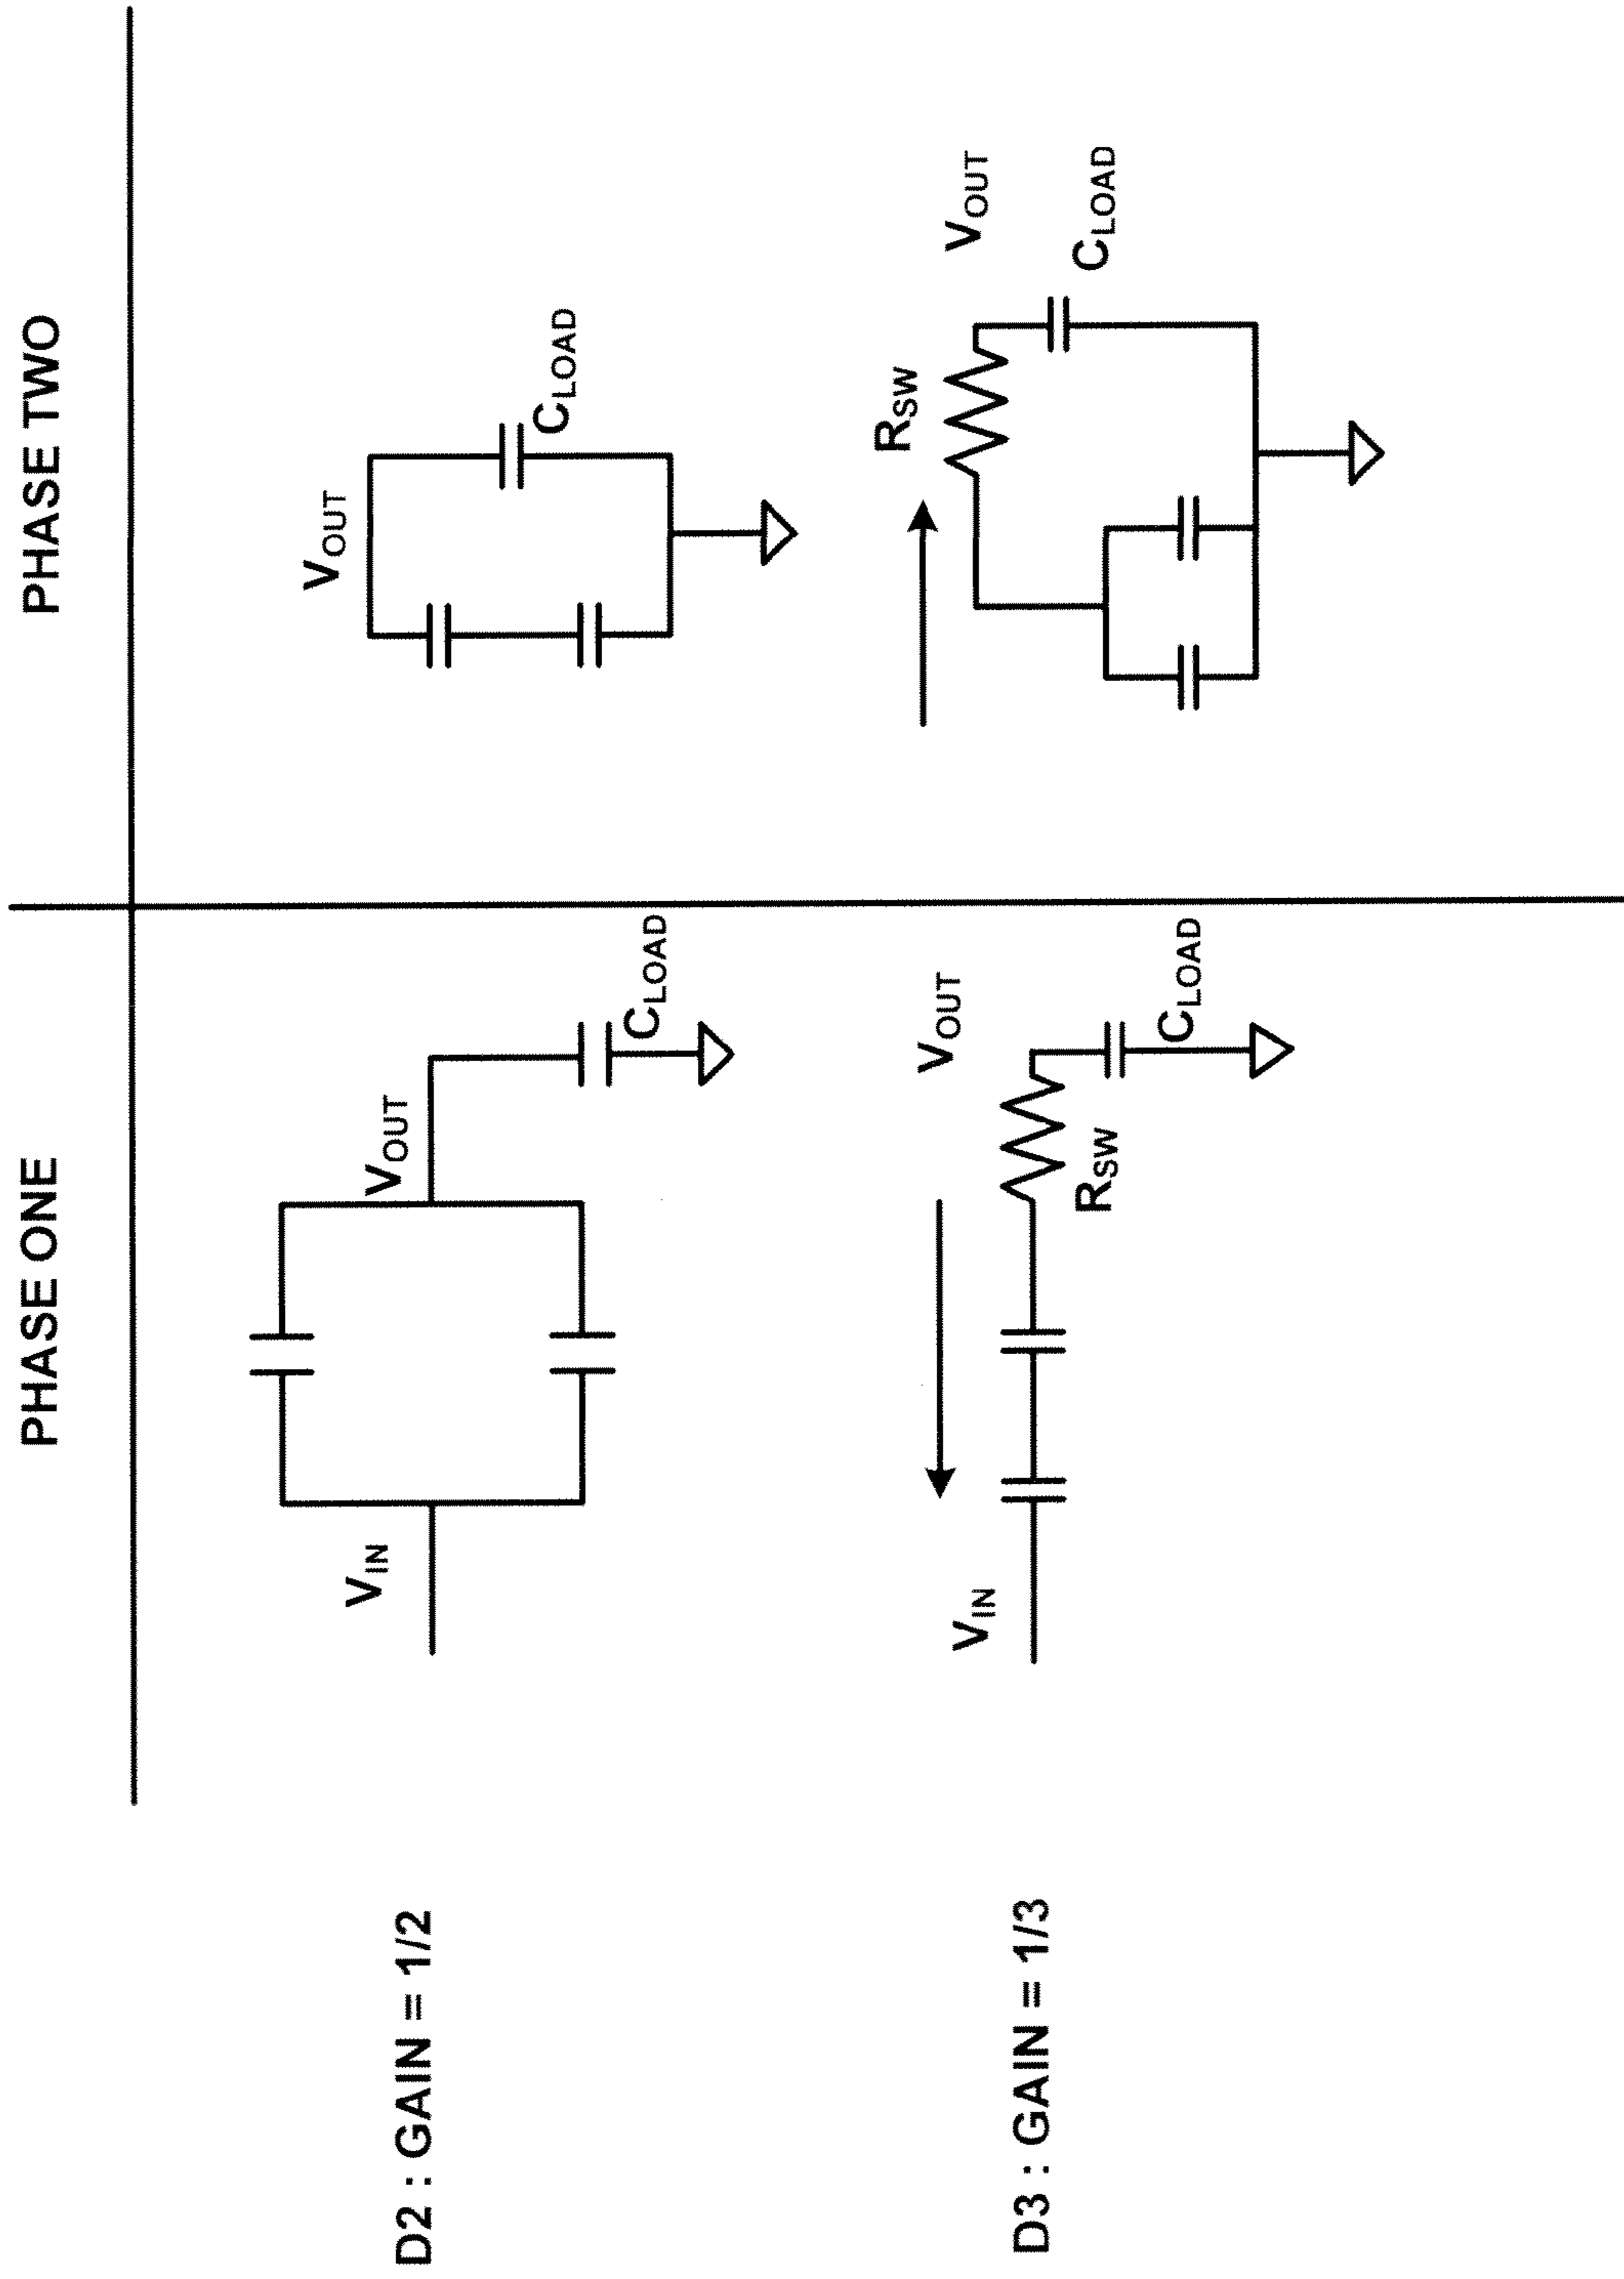 PHASE ONE
PHASE TWO
D2 : GAIN = 1/2
VIN
VOUT
CLOAD
VOUT
CLOAD
D3 : GAIN = 1/3
VIN
VOUT
RSW
CLOAD
RSW
VOUT
CLOAD